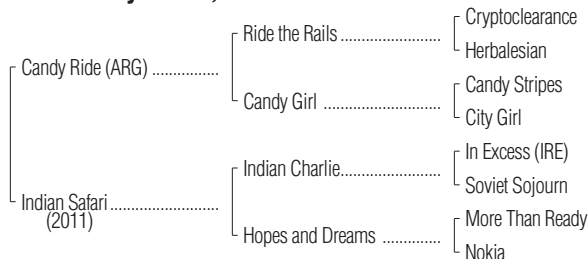 Cryptoclearance
Ride the Rails
Herbalesian
Candy Ride (ARG)
Candy Stripes
Candy Girl
City Girl
In Excess (IRE)
Indian Charlie
Soviet Sojourn
Indian Safari
(2011)
More Than Ready
Hopes and Dreams
Nokia